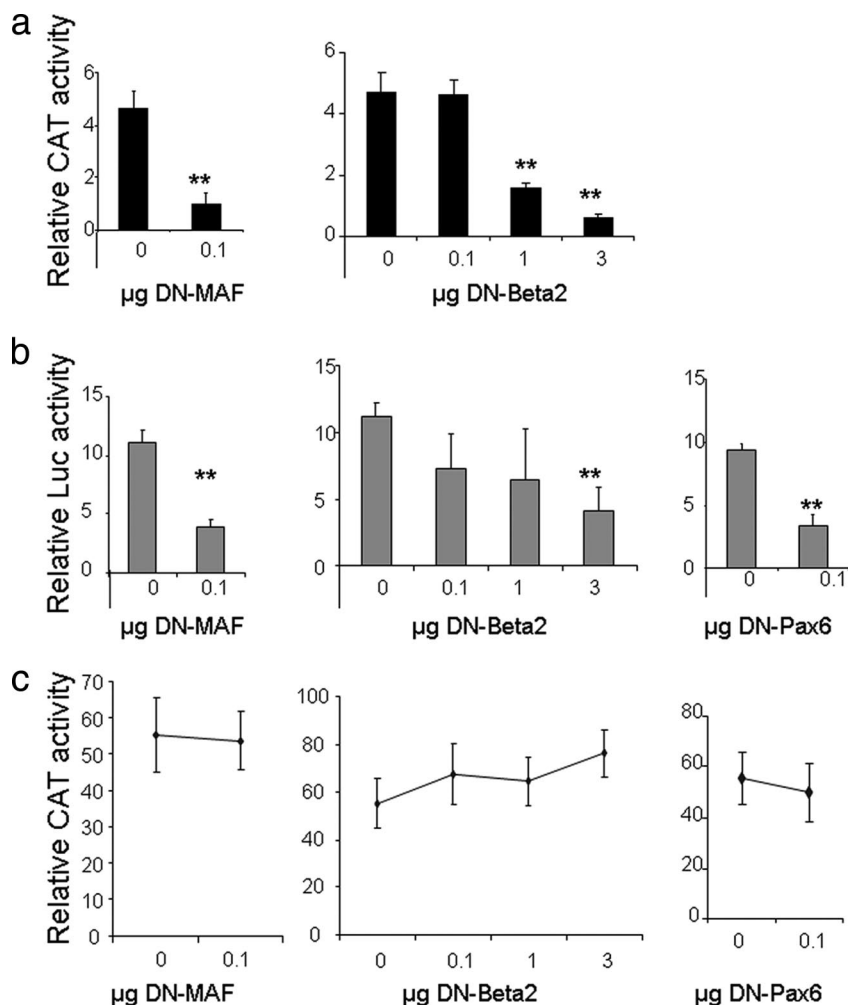 a
Relative CAT activity
6
4
2
0
**
0 0.1
µg DN-MAF
6
4
2
0
**
**
0 0.1 1 3
µg DN-Beta2
b
Relative Luc activity
15
10
5
0
**
0 0.1
µg DN-MAF
15
10
5
0
**
0 0.1 1 3
µg DN-Beta2
15
10
5
0
**
0 0.1
µg DN-Pax6
c
Relative CAT activity
70
60
50
40
30
20
10
0
0 0.1
µg DN-MAF
100
80
60
40
20
0
0 0.1 1 3
µg DN-Beta2
80
60
40
20
0
0 0.1
µg DN-Pax6